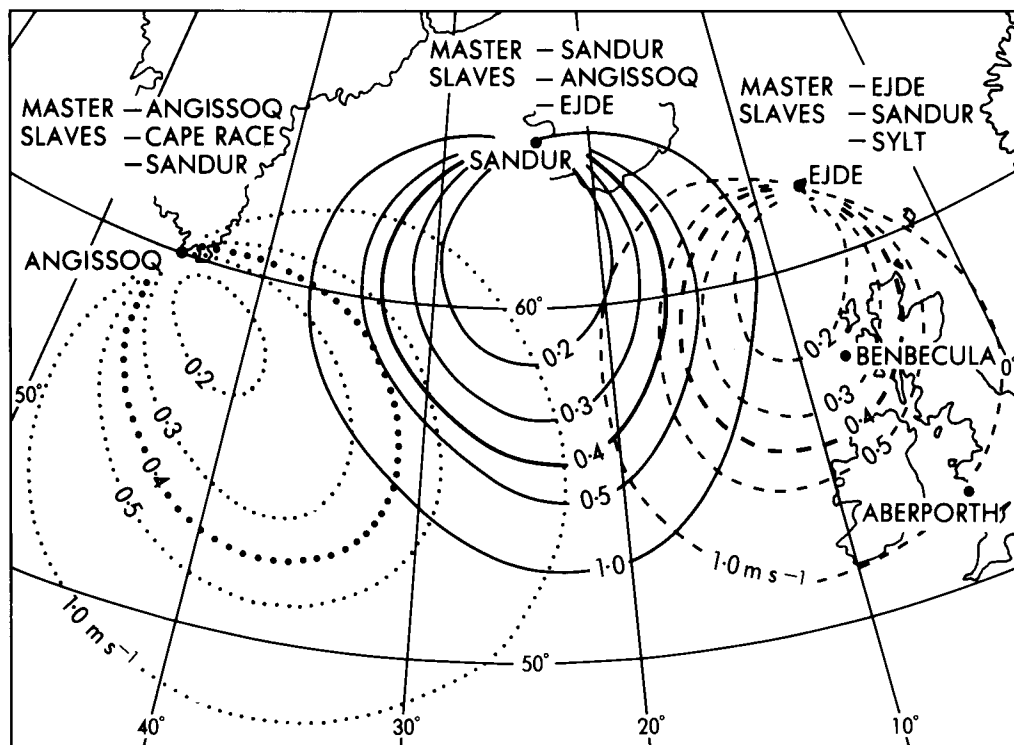 MASTER – SANDUR
SLAVES – ANGISSOQ
– EJDE
MASTER – ANGISSOQ
SLAVES – CAPE RACE
– SANDUR
MASTER – EJDE
SLAVES – SANDUR
– SYLT
SANDUR
EJDE
ANGISSOQ
60°
0·2
0·2
0·2
BENBECULA
0°
50°
0·3
0·3
0·3
0·4
0·4
0·4
0·5
0·5
0·5
ABERPORTH
1·0
1·0 m s⁻¹
1·0 m s⁻¹
50°
40°
30°
20°
10°